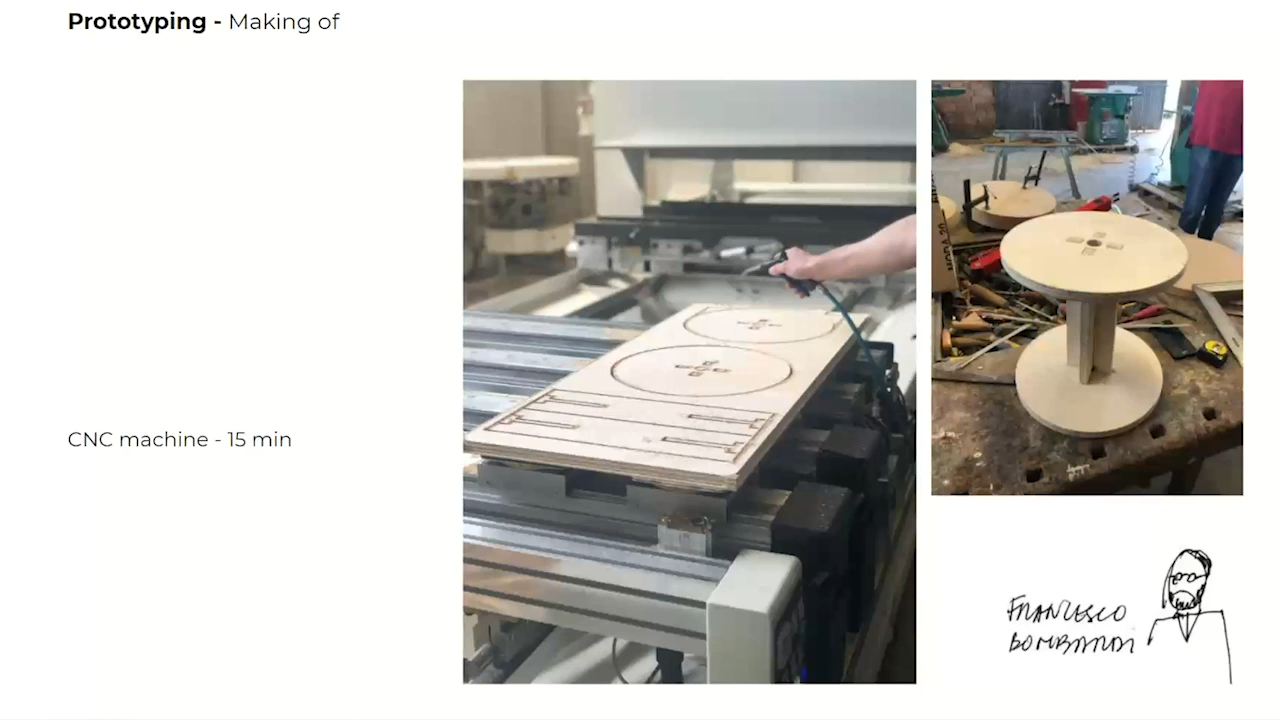 Prototyping - Making of
CNC machine - 15 min
FRANCESCO
BOMBARDI